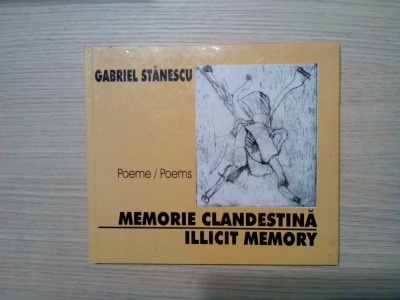 GABRIEL STĂNESCU
Poeme / Poems
MEMORIE CLANDESTINĂ
ILLICIT MEMORY